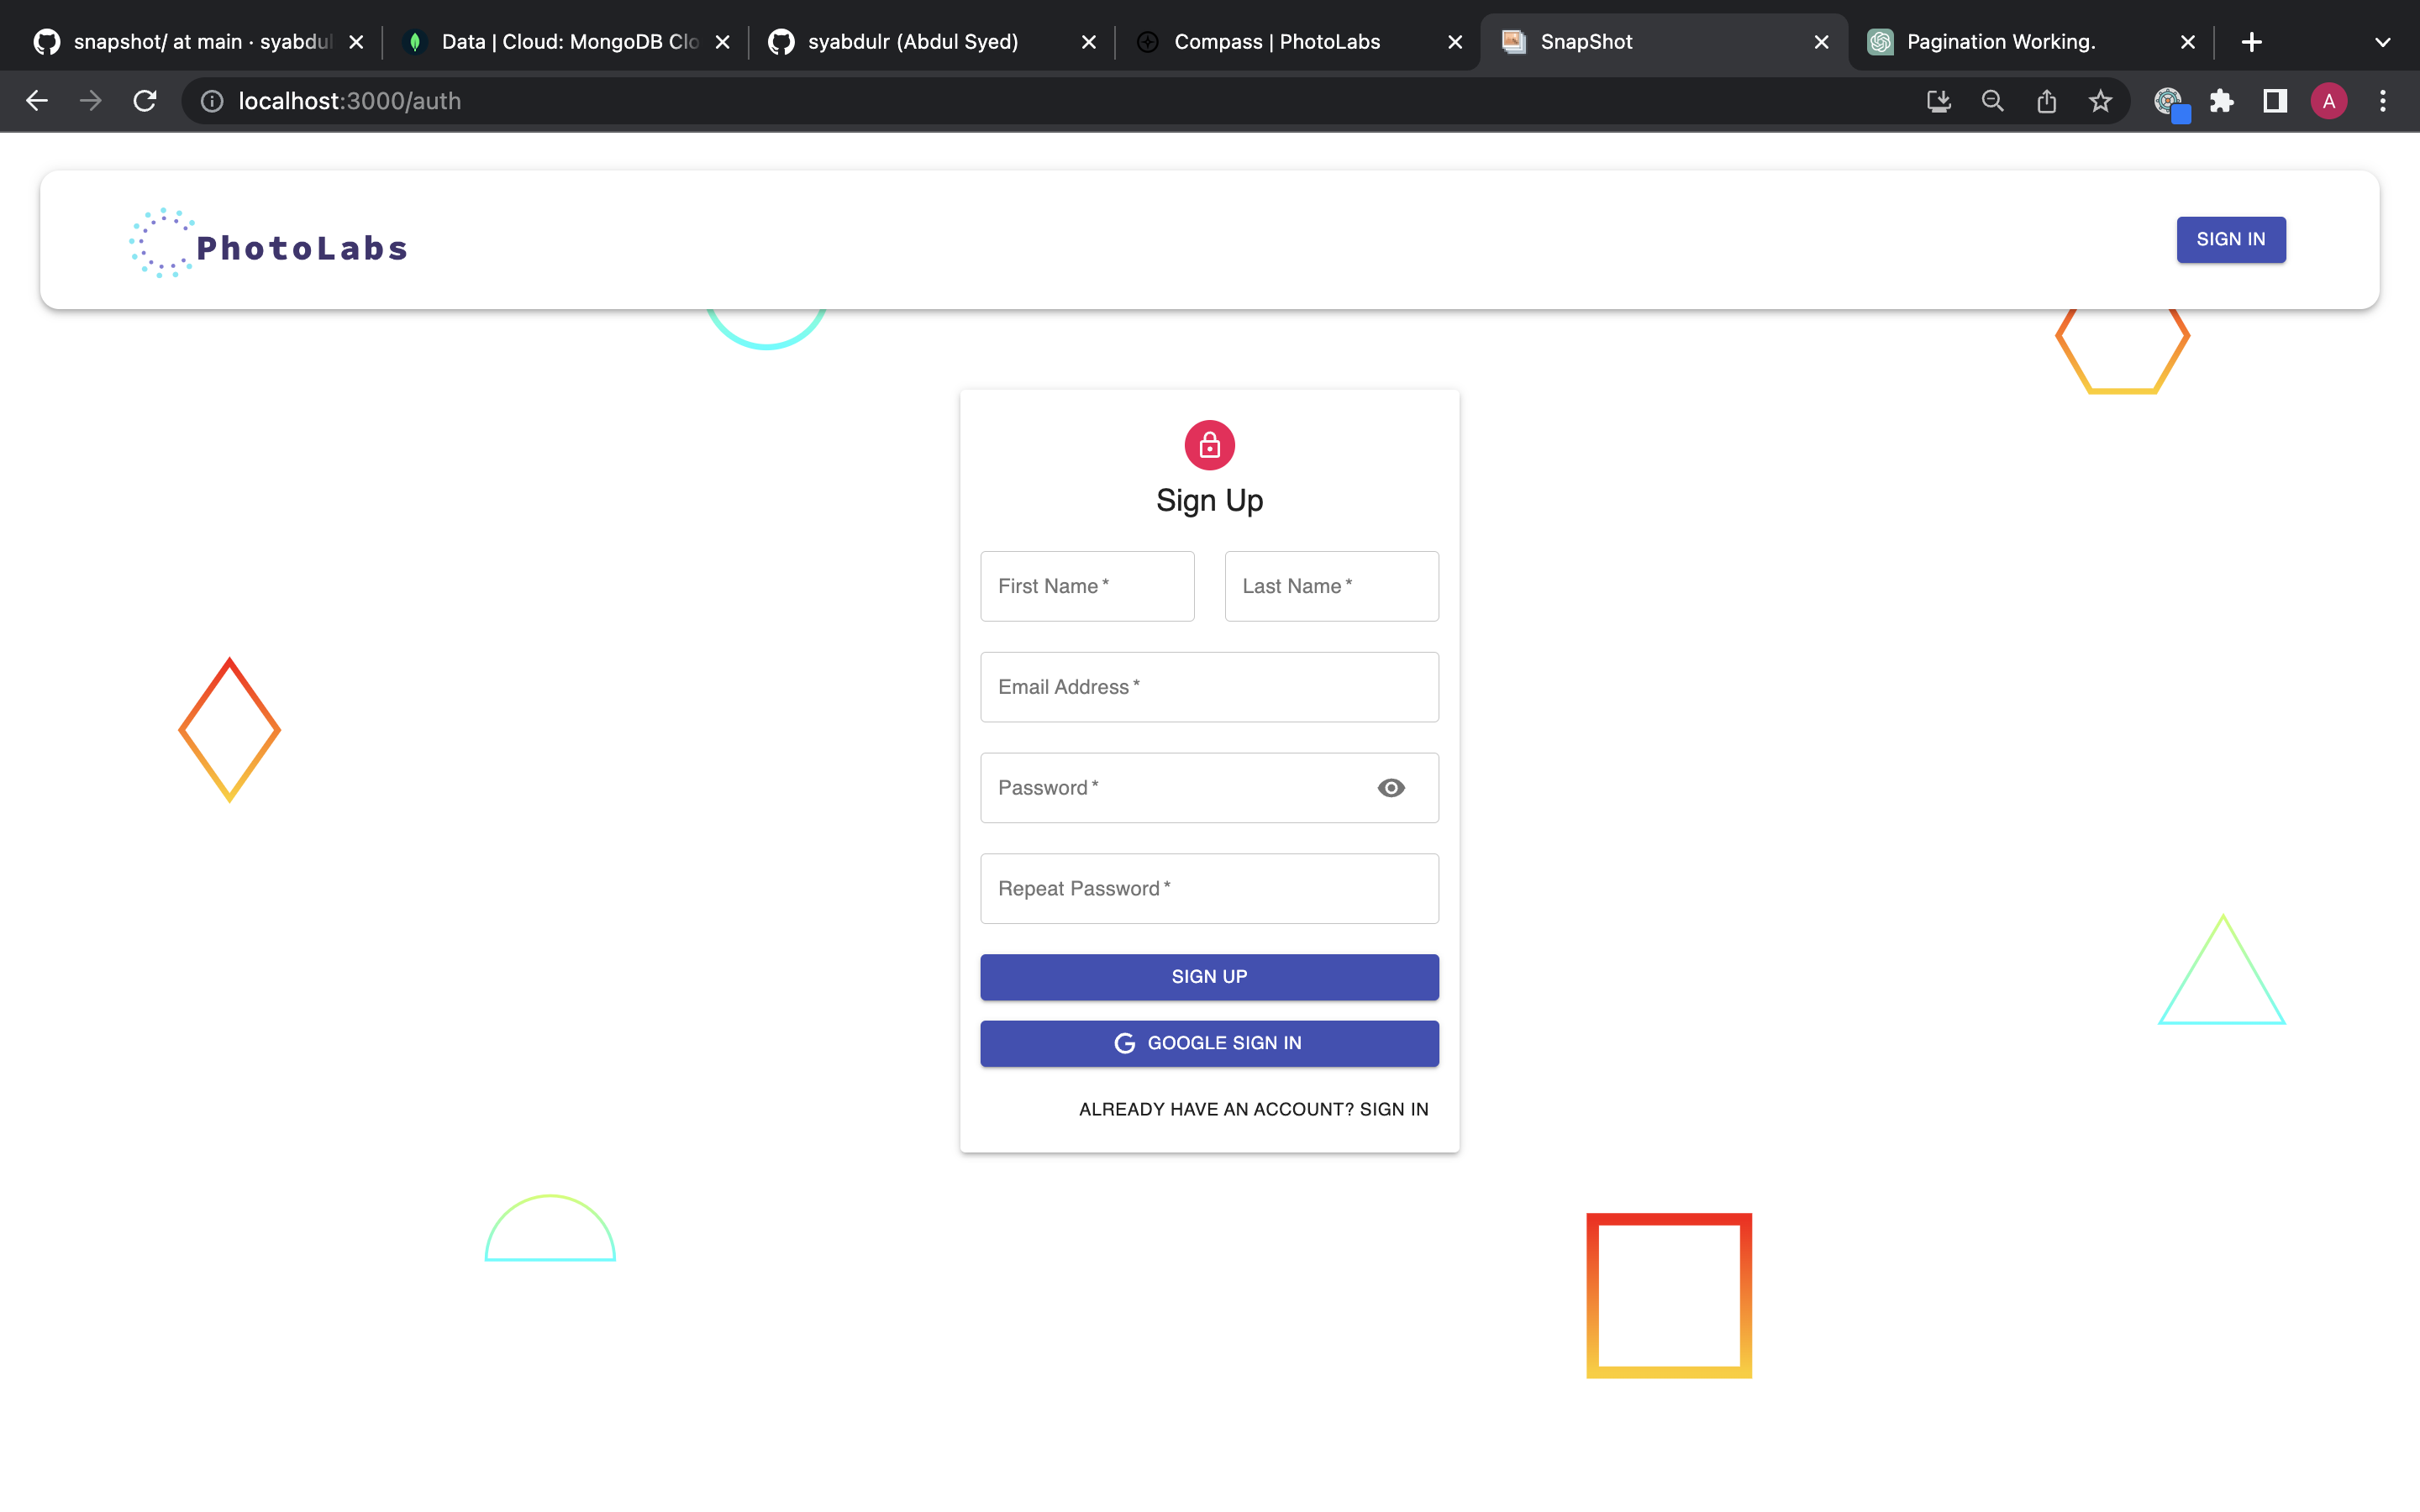 snapshot/ at main · syabdul
Data | Cloud: MongoDB Clo
syabdulr (Abdul Syed)
Compass | PhotoLabs
SnapShot
Pagination Working.
localhost:3000/auth
A
PhotoLabs
SIGN IN
Sign Up
First Name *
Last Name *
Email Address *
Password *
Repeat Password *
SIGN UP
G GOOGLE SIGN IN
ALREADY HAVE AN ACCOUNT? SIGN IN